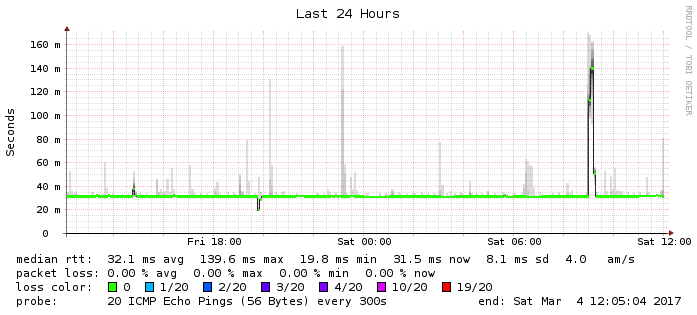 Last 24 Hours
RRDTOOL / TOBI OETIKER
Seconds
160 m
140 m
120 m
100 m
80 m
60 m
40 m
20 m
0
Fri 18:00 Sat 00:00 Sat 06:00 Sat 12:00
median rtt: 32.1 ms avg 139.6 ms max 19.8 ms min 31.5 ms now 8.1 ms sd 4.0 am/s
packet loss: 0.00 % avg 0.00 % max 0.00 % min 0.00 % now
loss color: 0 1/20 2/20 3/20 4/20 10/20 19/20
probe: 20 ICMP Echo Pings (56 Bytes) every 300s end: Sat Mar 4 12:05:04 2017